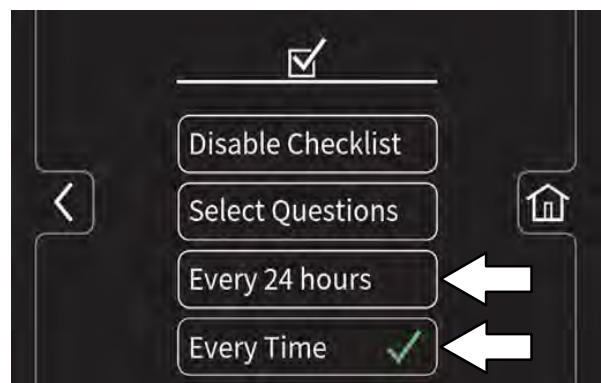 Disable Checklist
Select Questions
Every 24 hours
Every Time